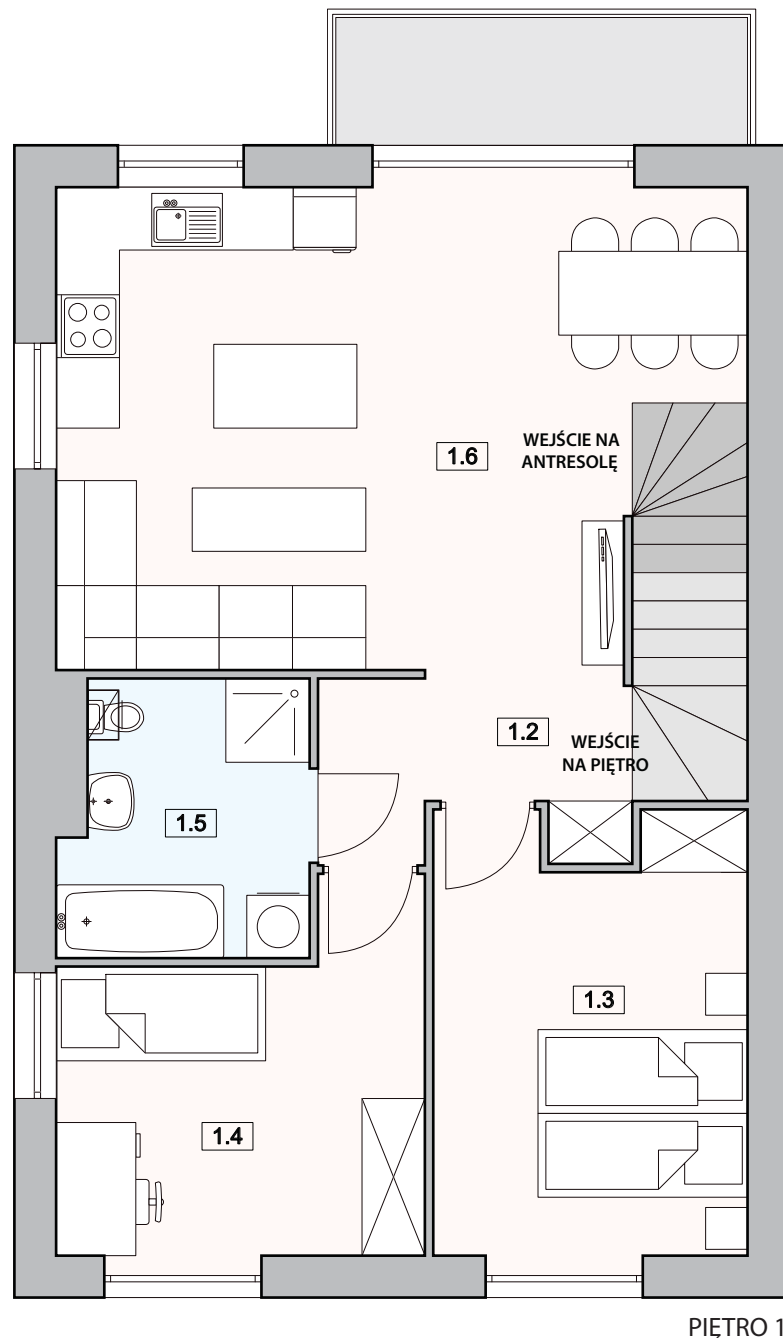 1.6
WEJŚCIE NA
ANTRESOLĘ
1.2
WEJŚCIE
NA PIĘTRO
1.5
1.3
1.4
PIĘTRO 1